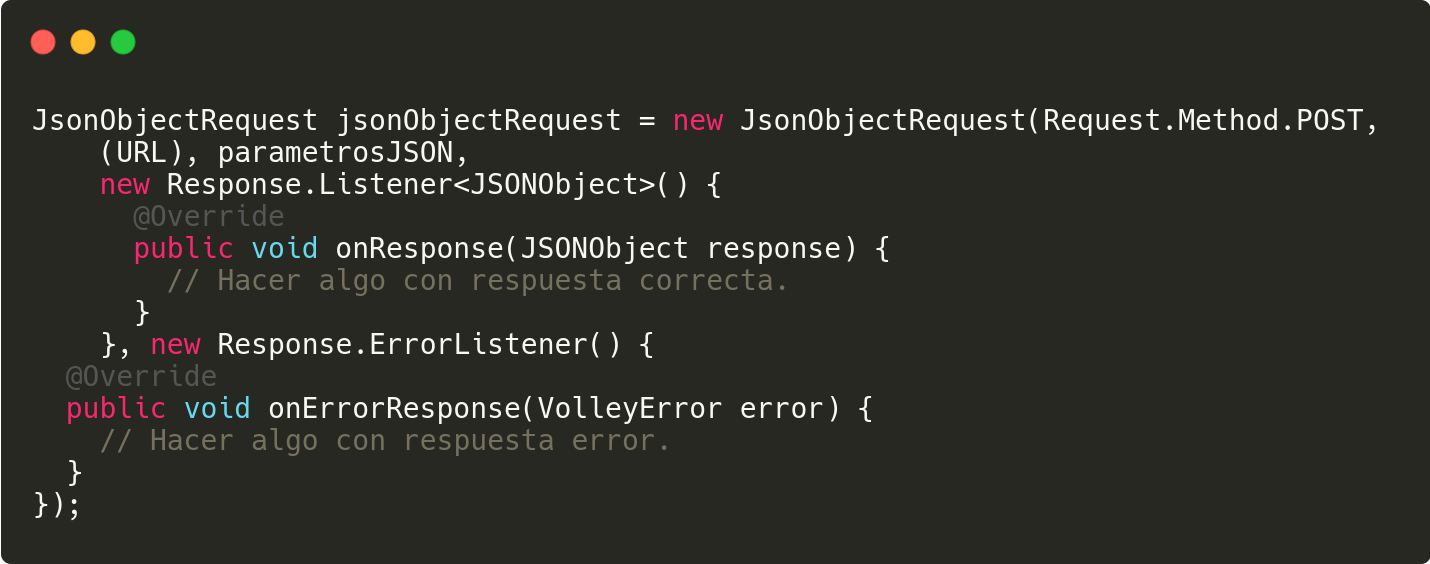 JsonObjectRequest jsonObjectRequest = new JsonObjectRequest(Request.Method.POST,
    (URL), parametrosJSON,
    new Response.Listener<JSONObject>() {
      @Override
      public void onResponse(JSONObject response) {
        // Hacer algo con respuesta correcta.
      }
    }, new Response.ErrorListener() {
  @Override
  public void onErrorResponse(VolleyError error) {
    // Hacer algo con respuesta error.
  }
});